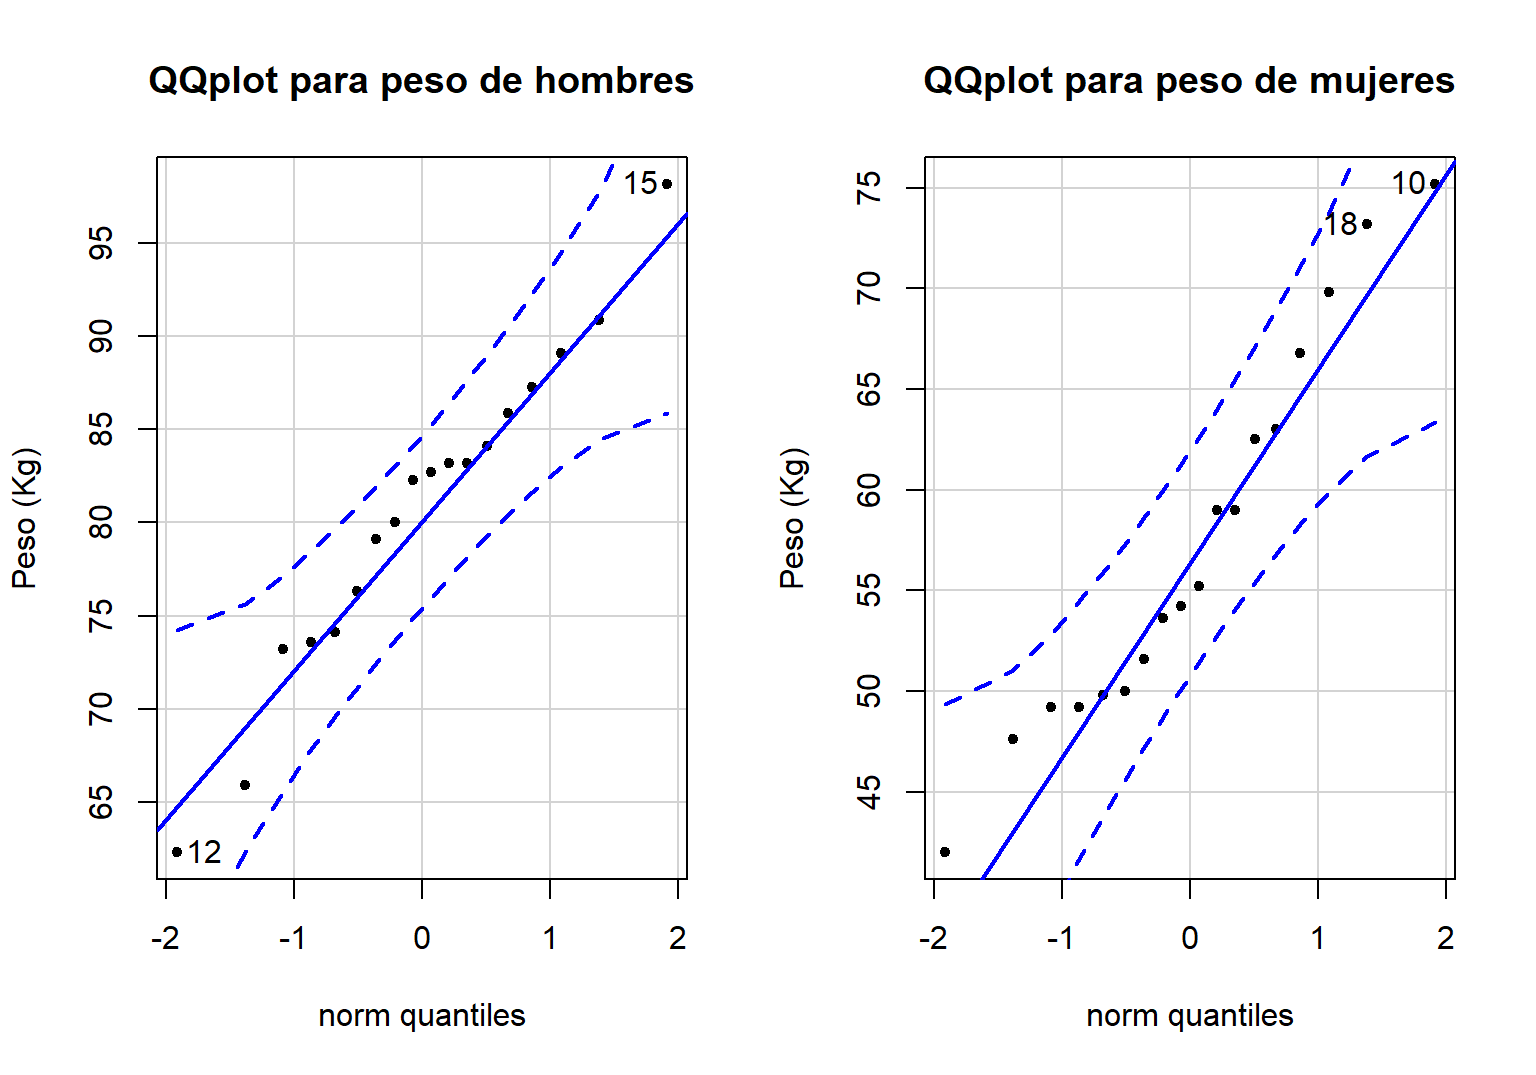 QQplot para peso de hombres
Peso (Kg)
95
90
85
80
75
70
65
15
12
-2 -1 0 1 2
norm quantiles
QQplot para peso de mujeres
Peso (Kg)
75
70
65
60
55
50
45
10
18
-2 -1 0 1 2
norm quantiles